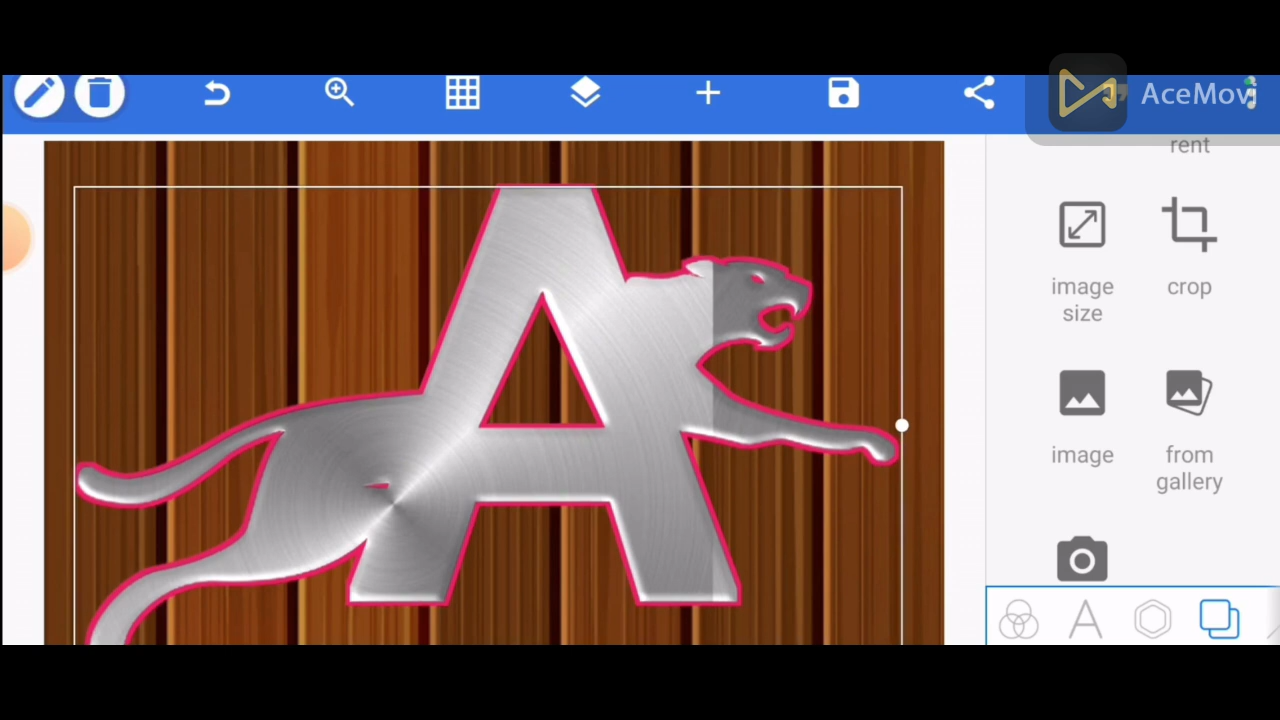 AceMovi
rent
image
size
crop
image
from
gallery
A